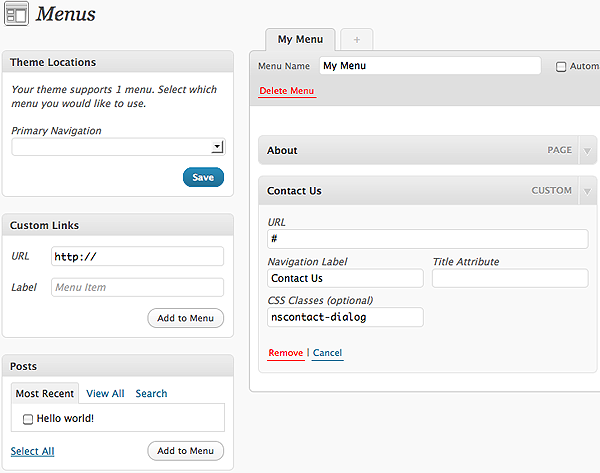 Menus
Theme Locations
Your theme supports 1 menu. Select which
menu you would like to use.
Primary Navigation
Save
Custom Links
URL http://
Label Menu Item
Add to Menu
Posts
Most Recent View All Search
Hello world!
Select All Add to Menu
My Menu +
Menu Name My Menu Automa
Delete Menu
About PAGE
Contact Us CUSTOM
URL
#
Navigation Label Title Attribute
Contact Us
CSS Classes (optional)
nscontact-dialog
Remove | Cancel